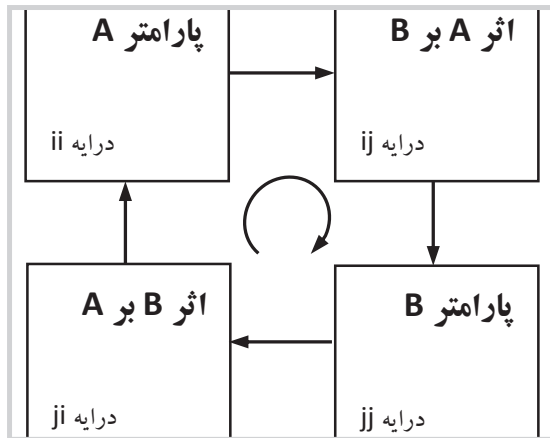 اثر A بر B
درایه ij
پارامتر A
درایه ii
پارامتر B
درایه jj
اثر B بر A
درایه ji